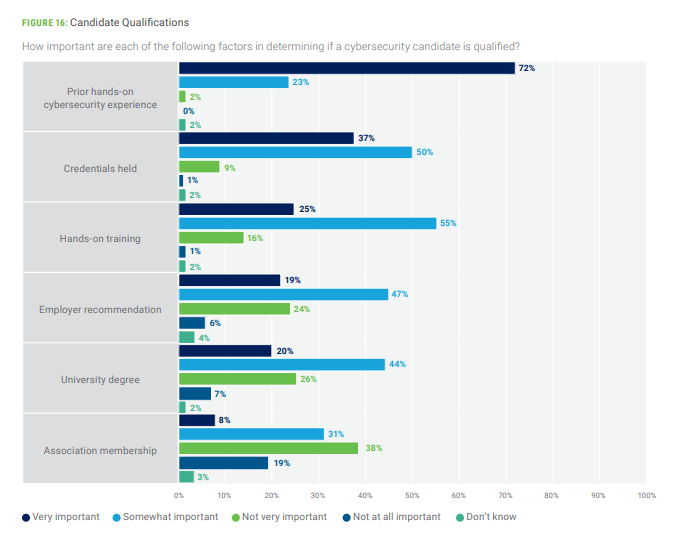 FIGURE 16: Candidate Qualifications
How important are each of the following factors in determining if a cybersecurity candidate is qualified?
Prior hands-on
cybersecurity experience
72%
23%
2%
0%
2%
Credentials held
37%
50%
9%
1%
2%
Hands-on training
25%
55%
16%
1%
2%
Employer recommendation
19%
47%
24%
6%
4%
University degree
20%
44%
26%
7%
2%
Association membership
8%
31%
38%
19%
3%
0% 10% 20% 30% 40% 50% 60% 70% 80% 90% 100%
Very important Somewhat important Not very important Not at all important Don't know